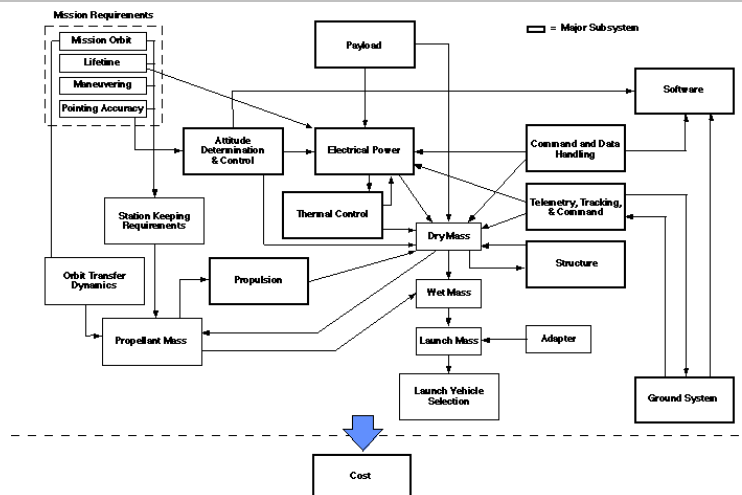 Mission Requirements
Mission Orbit
Lifetime
Maneuvering
Pointing Accuracy
Payload
= Major Subsystem
Software
Attitude
Determination
& Control
Electrical Power
Command and Data
Handling
Thermal Control
Telemetry, Tracking,
& Command
Station Keeping
Requirements
Dry Mass
Structure
Orbit Transfer
Dynamics
Propulsion
Wet Mass
Propellant Mass
Launch Mass
Adapter
Launch Vehicle
Selection
Ground System
Cost